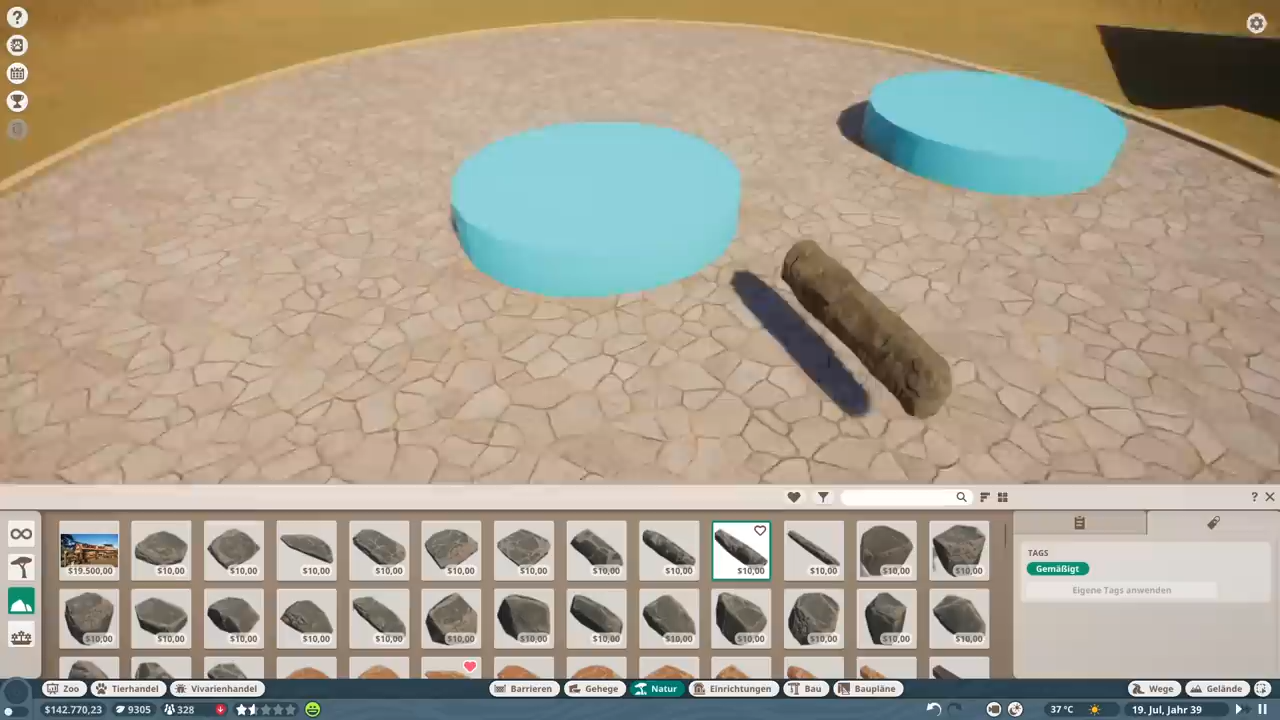 ?
? ×
$19.500,00 $10,00 $10,00 $10,00 $10,00 $10,00 $10,00 $10,00 $10,00 $10,00 $10,00 $10,00 $10,00
TAGS
Gemäßigt
Eigene Tags anwenden
$10,00 $10,00 $10,00 $10,00 $10,00 $10,00 $10,00 $10,00 $10,00 $10,00 $10,00 $10,00 $10,00
Zoo Tierhandel Vivarienhandel Barrieren Gehege Natur Einrichtungen Bau Baupläne Wege Gelände
$142.770,23 9305 328 37 °C 19. Jul, Jahr 39